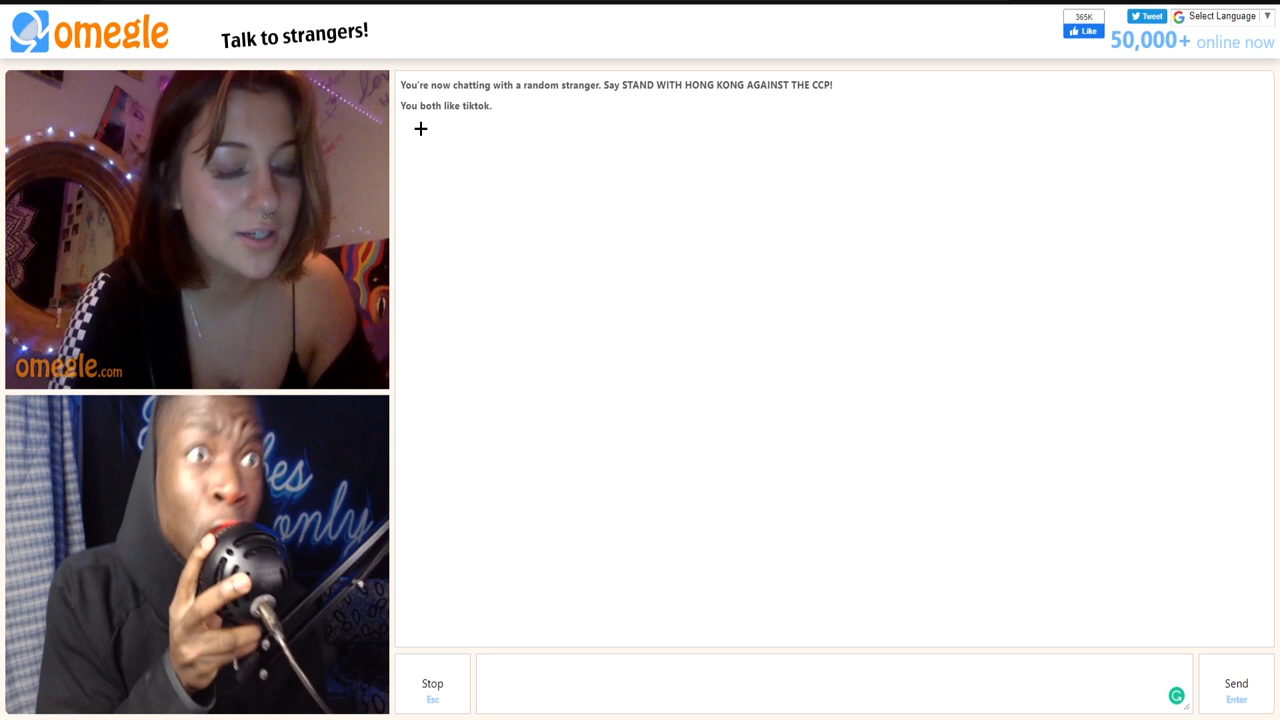 omegle
Talk to strangers!
365K
Like
Tweet
Select Language
50,000+ online now
You're now chatting with a random stranger. Say STAND WITH HONG KONG AGAINST THE CCP!
You both like tiktok.
omegle.com
only
Stop
Esc
Send
Enter